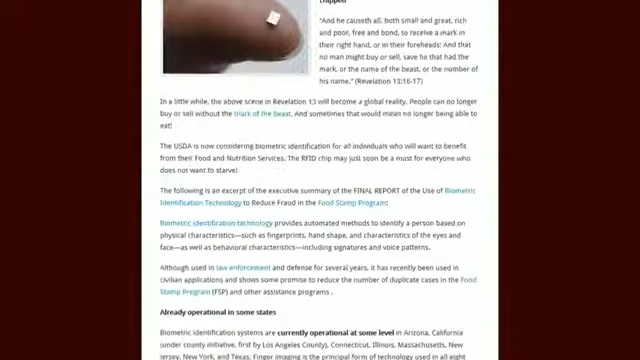 chipped
"And he causeth all, both small and great, rich
and poor, free and bond, to receive a mark in
their right hand, or in their foreheads: And that
no man might buy or sell, save he that had the
mark, or the name of the beast, or the number of
his name." (Revelation 13:16-17)
In a little while, the above scene in Revelation 13 will become a global reality. People can no longer
buy or sell without the mark of the beast. And sometimes that would mean no longer being able to
eat!
The USDA is now considering biometric identification for all individuals who will want to benefit
from their Food and Nutrition Services. The RFID chip may just soon be a must for everyone who
does not want to starve!
The following is an excerpt of the executive summary of the FINAL REPORT of the Use of Biometric
Identification Technology to Reduce Fraud in the Food Stamp Program:
Biometric identification technology provides automated methods to identify a person based on
physical characteristics—such as fingerprints, hand shape, and characteristics of the eyes and
face—as well as behavioral characteristics—including signatures and voice patterns.
Although used in law enforcement and defense for several years, it has recently been used in
civilian applications and shows some promise to reduce the number of duplicate cases in the Food
Stamp Program (FSP) and other assistance programs .
Already operational in some states
Biometric identification systems are currently operational at some level in Arizona, California
(under county initiative, first by Los Angeles County), Connecticut, Illinois, Massachusetts, New
Jersey, New York, and Texas. Finger imaging is the principal form of technology used in all eight